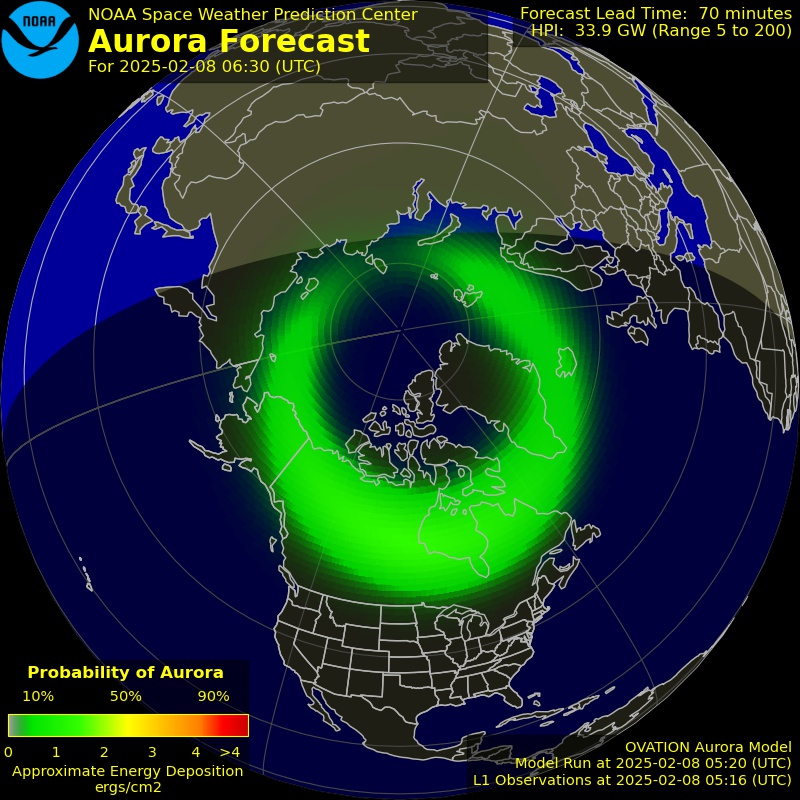 NOAA
NOAA Space Weather Prediction Center
Aurora Forecast
For 2025-02-08 06:30 (UTC)
Forecast Lead Time: 70 minutes
HPI: 33.9 GW (Range 5 to 200)
Probability of Aurora
10% 50% 90%
0 1 2 3 4 >4
Approximate Energy Deposition
ergs/cm2
OVATION Aurora Model
Model Run at 2025-02-08 05:20 (UTC)
L1 Observations at 2025-02-08 05:16 (UTC)